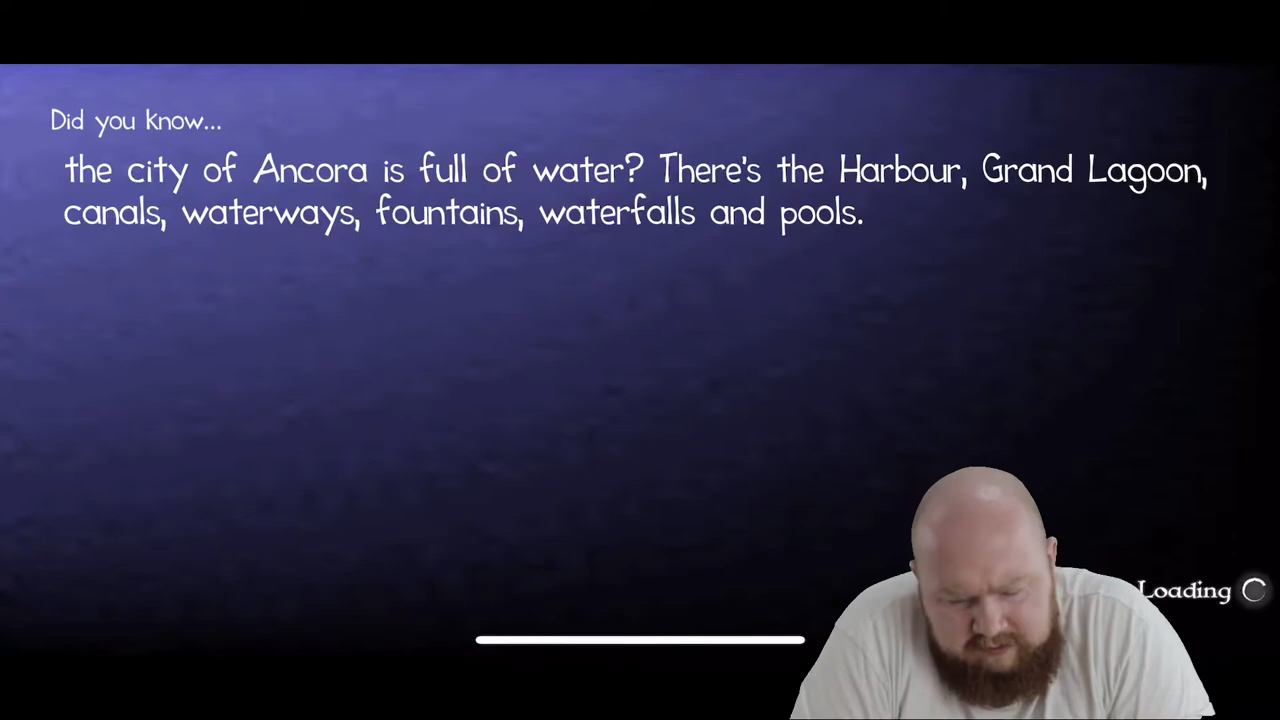 Did you know...
the city of Ancora is full of water? There's the Harbour, Grand Lagoon,
canals, waterways, fountains, waterfalls and pools.
Loading